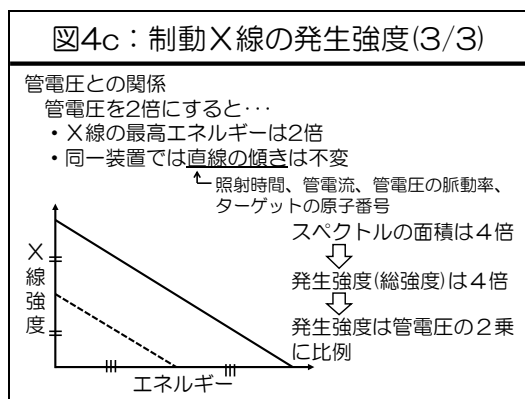 図4c：制動X線の発生強度(3/3)
管電圧との関係
管電圧を2倍にすると･･･
・X線の最高エネルギーは2倍
・同一装置では直線の傾きは不変
照射時間、管電流、管電圧の脈動率、
ターゲットの原子番号
スペクトルの面積は４倍
発生強度(総強度)は４倍
発生強度は管電圧の２乗
に比例
X線強度
エネルギー